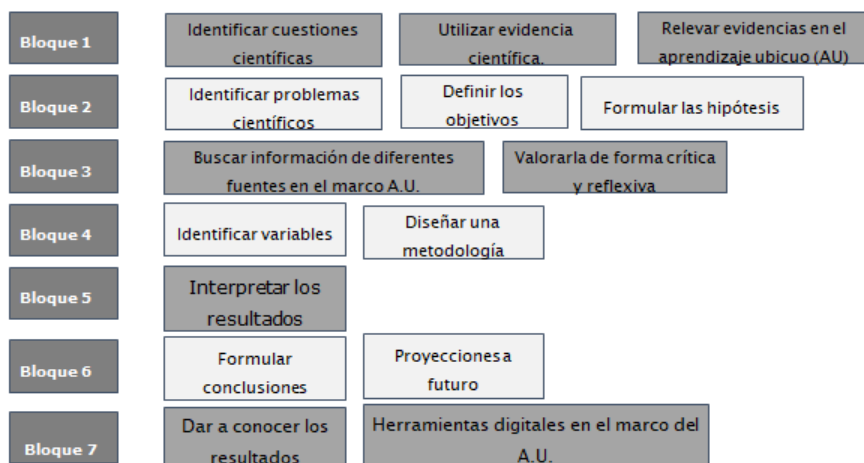 Bloque 1
Identificar cuestiones
científicas
Utilizar evidencia
científica.
Relevar evidencias en el
aprendizaje ubicuo (AU)
Bloque 2
Identificar problemas
científicos
Definir los
objetivos
Formular las hipótesis
Bloque 3
Buscar información de diferentes
fuentes en el marco A.U.
Valorarla de forma crítica
y reflexiva
Bloque 4
Identificar variables
Diseñar una
metodología
Bloque 5
Interpretar los
resultados
Bloque 6
Formular
conclusiones
Proyecciones a
futuro
Bloque 7
Dar a conocer los
resultados
Herramientas digitales en el marco del
A.U.